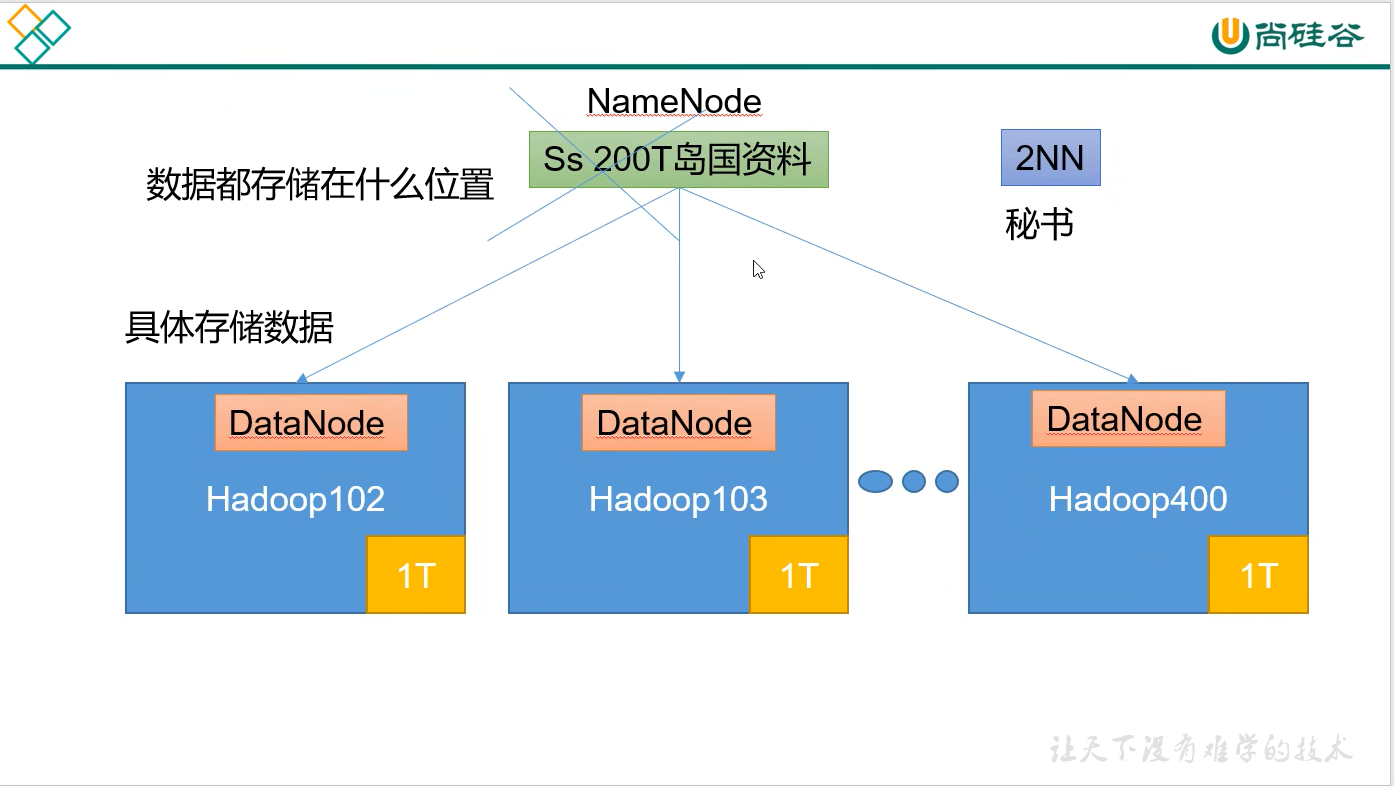 尚硅谷
NameNode
Ss 200T岛国资料
2NN
数据都存储在什么位置
秘书
具体存储数据
DataNode
DataNode
DataNode
Hadoop102
Hadoop103
Hadoop400
1T
1T
1T
让天下没有难学的技术